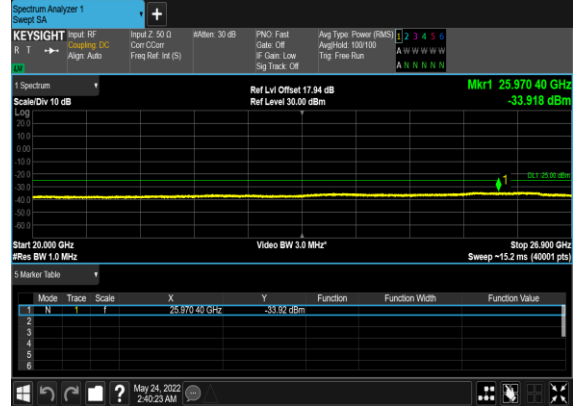 Spectrum Analyzer 1
Swept SA
+
KEYSIGHT Input: RF Input Z: 50 Ω #Atten: 30 dB PNO: Fast Avg Type: Power (RMS) 1 2 3 4 5 6
R T Coupling: DC Corr CCorr Gate: Off Avg|Hold: 100/100 A W W W W W
Align: Auto Freq Ref: Int (S) IF Gain: Low Trig: Free Run
LXI Sig Track: Off A N N N N N
1 Spectrum Ref Lvl Offset 17.94 dB Mkr1 25.970 40 GHz
Scale/Div 10 dB Ref Level 30.00 dBm -33.918 dBm
Log
20.0
10.0
0.00
-10.0
-20.0
1 DL1 -25.00 dBm
-30.0
-40.0
-50.0
-60.0
Start 20.000 GHz Video BW 3.0 MHz* Stop 26.900 GHz
#Res BW 1.0 MHz Sweep ~15.2 ms (40001 pts)
5 Marker Table
Mode Trace Scale X Y Function Function Width Function Value
1 N 1 f 25.970 40 GHz -33.92 dBm
2
3
4
5
6
? May 24, 2022
2:40:23 AM